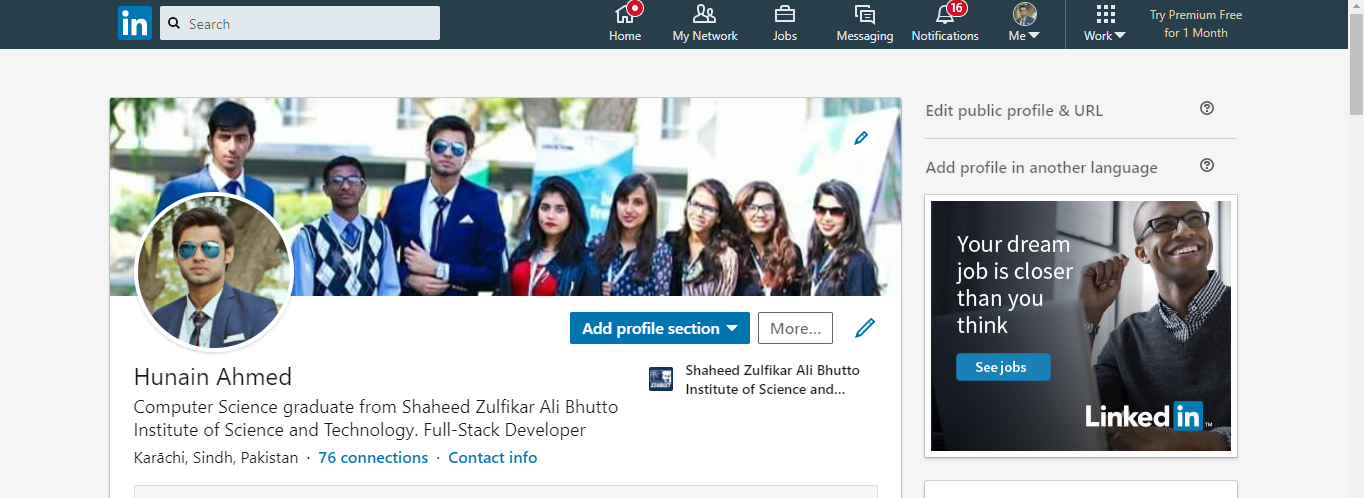 in
Search
Home
My Network
Jobs
Messaging
16
Notifications
Me
Work
Try Premium Free
for 1 Month
Edit public profile & URL
Add profile in another language
Your dream
job is closer
than you
think
See jobs
Linked in
Add profile section
More...
Hunain Ahmed
Computer Science graduate from Shaheed Zulfikar Ali Bhutto
Institute of Science and Technology. Full-Stack Developer
Karāchi, Sindh, Pakistan · 76 connections · Contact info
Shaheed Zulfikar Ali Bhutto
Institute of Science and...